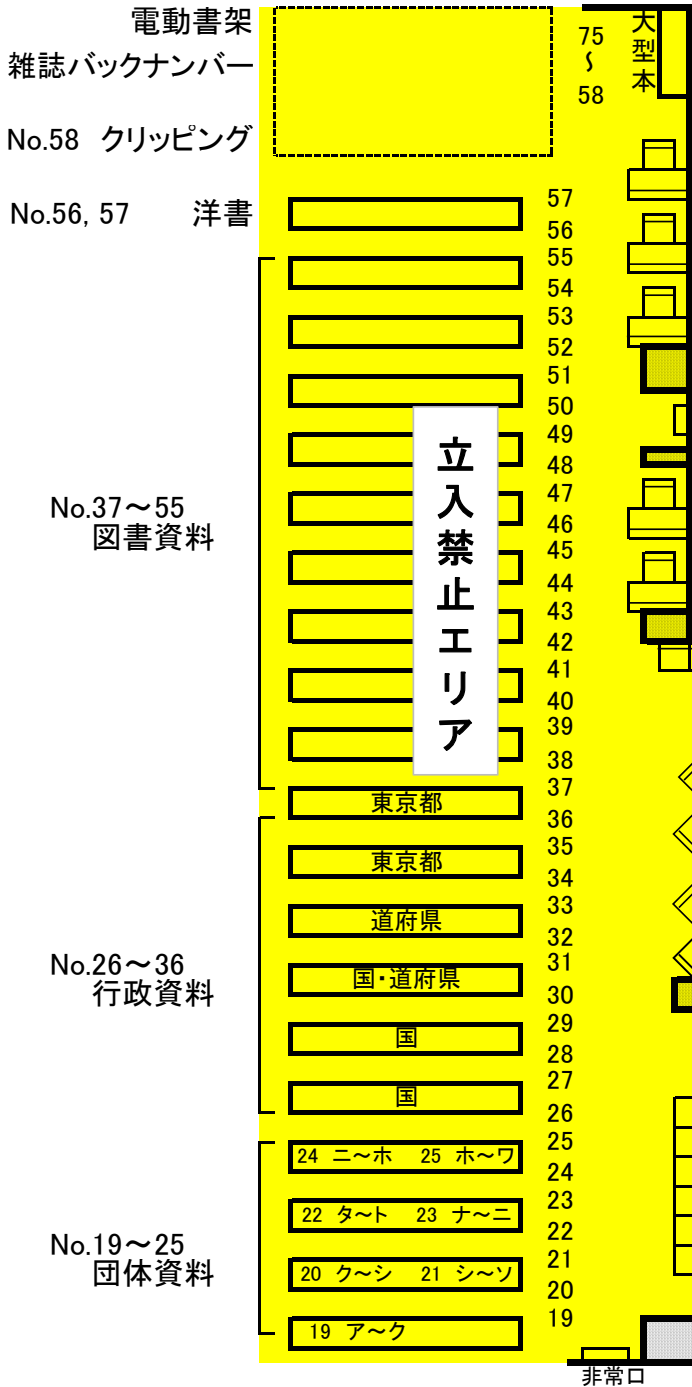 電動書架
雑誌バックナンバー
No.58 クリッピング
No.56, 57 洋書
No.37～55
図書資料
No.26～36
行政資料
No.19～25
団体資料
75
～
58
大型本
57
56
55
54
53
52
51
50
49
48
47
46
45
44
43
42
41
40
39
38
37
36
35
34
33
32
31
30
29
28
27
26
25
24
23
22
21
20
19
立入禁止エリア
東京都
東京都
道府県
国・道府県
国
国
24 ニ～ホ 25 ホ～ワ
22 タ～ト 23 ナ～ニ
20 ク～シ 21 シ～ソ
19 ア～ク
非常口